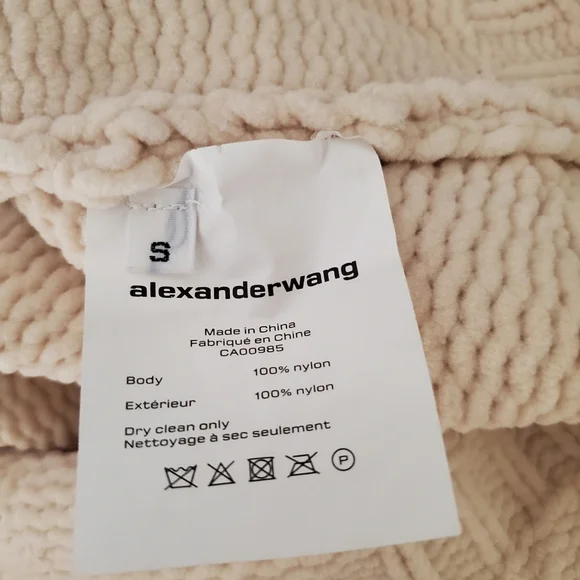 S
alexanderwang
Made in China
Fabriqué en Chine
CA00985
Body 100% nylon
Extérieur 100% nylon
Dry clean only
Nettoyage à sec seulement
P